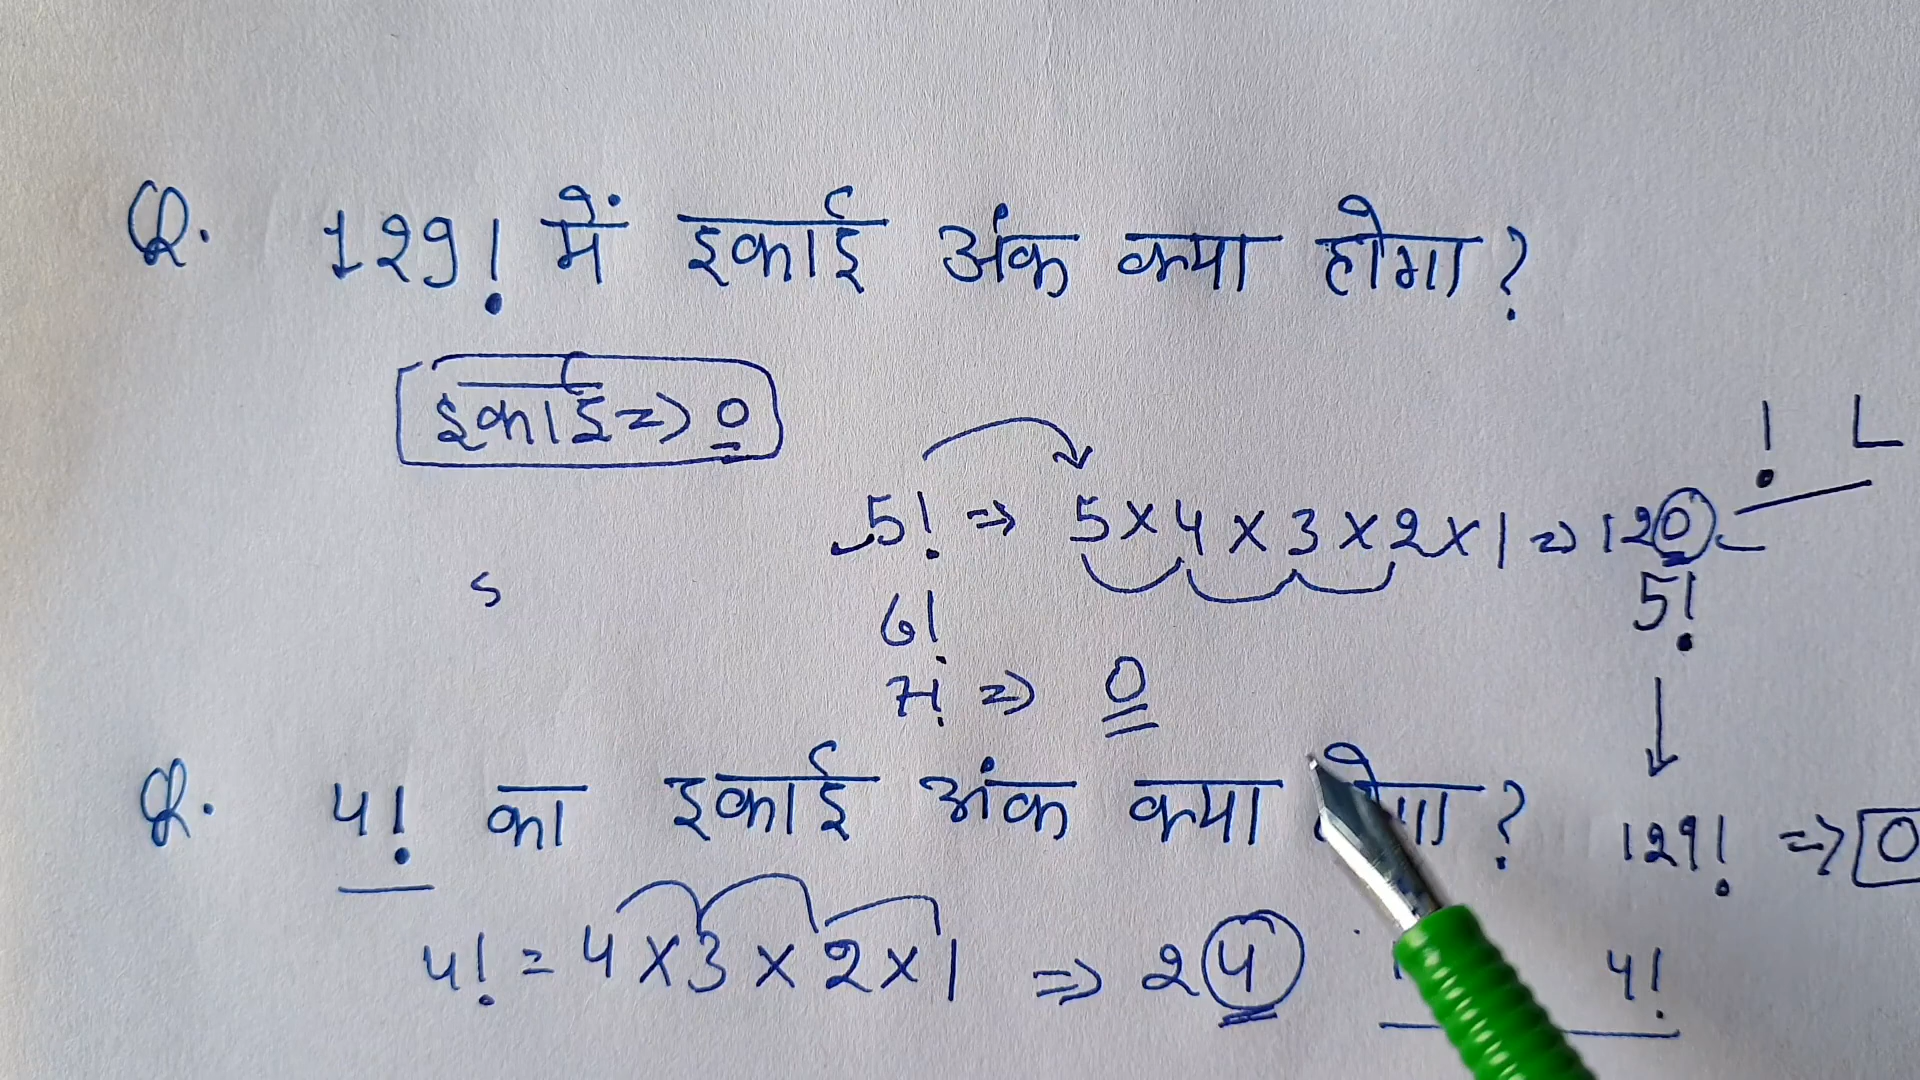 Q. 129! में इकाई अंक क्या होगा?
इकाई => 0
! L
5! => 5 x 4 x 3 x 2 x 1 => 120
5
5!
6!
7! => 0
Q. 4! का इकाई अंक क्या ?
129! => 0
4! = 4 x 3 x 2 x 1 => 24
4!